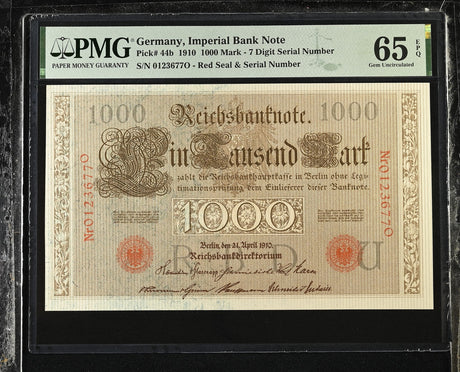 PMG
PAPER MONEY GUARANTY
Germany, Imperial Bank Note
Pick# 44b 1910 1000 Mark - 7 Digit Serial Number
S/N 0123677O - Red Seal & Serial Number
65 EPQ
Gem Uncirculated
1000 Reichsbanknote. 1000
Ein Tausend Mark
zahlt die Reichsbankhauptkasse in Berlin ohne Legi-
timationsprüfung dem Einlieferer dieser Banknote.
Nr0123677O
Nr0123677O
1000
Berlin, den 21. April 1910.
Reichsbankdirektorium
R D U